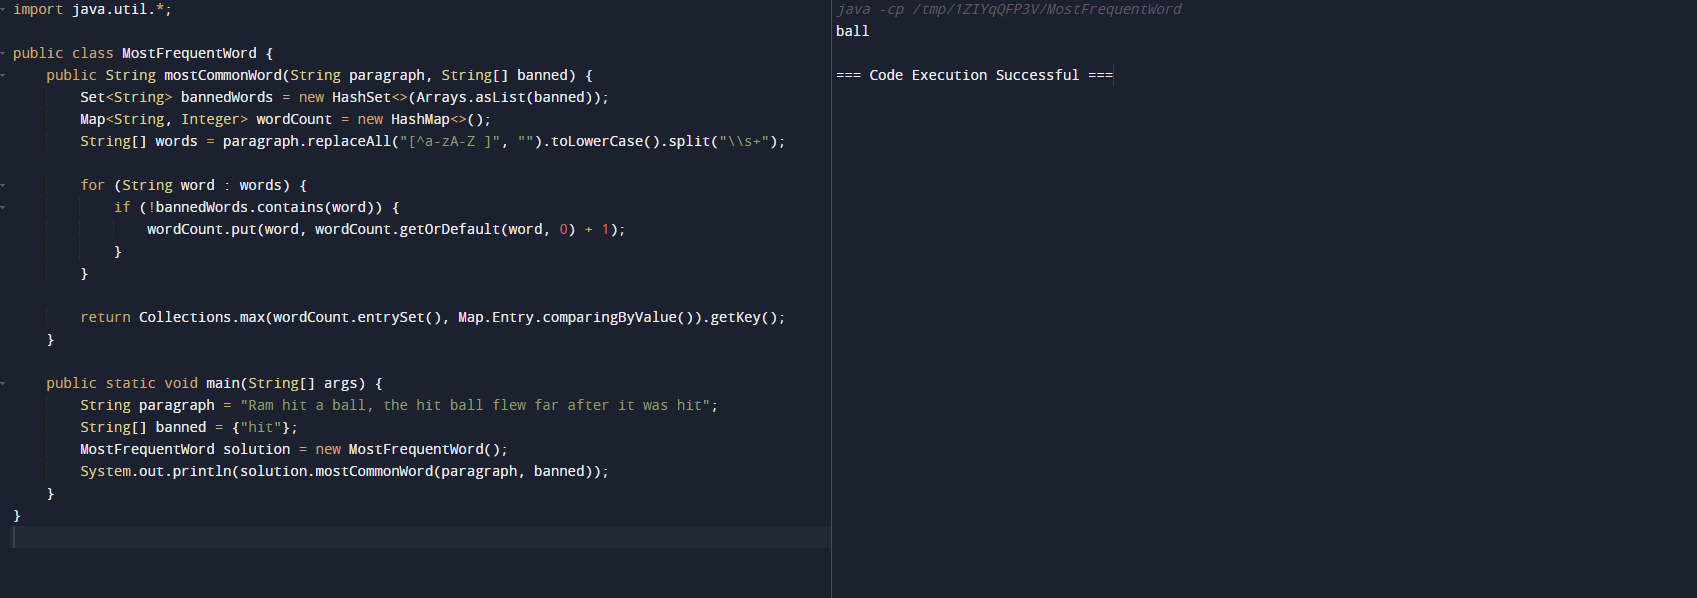 import java.util.*;
public class MostFrequentWord {
public String mostCommonWord(String paragraph, String[] banned) {
Set<String> bannedWords = new HashSet<>(Arrays.asList(banned));
Map<String, Integer> wordCount = new HashMap<>();
String[] words = paragraph.replaceAll("[^a-zA-Z ]", "").toLowerCase().split("\\s+");
for (String word : words) {
if (!bannedWords.contains(word)) {
wordCount.put(word, wordCount.getOrDefault(word, 0) + 1);
}
}
return Collections.max(wordCount.entrySet(), Map.Entry.comparingByValue()).getKey();
}
public static void main(String[] args) {
String paragraph = "Ram hit a ball, the hit ball flew far after it was hit";
String[] banned = {"hit"};
MostFrequentWord solution = new MostFrequentWord();
System.out.println(solution.mostCommonWord(paragraph, banned));
}
}
java -cp /tmp/1ZIYqQFP3V/MostFrequentWord
ball
=== Code Execution Successful ===